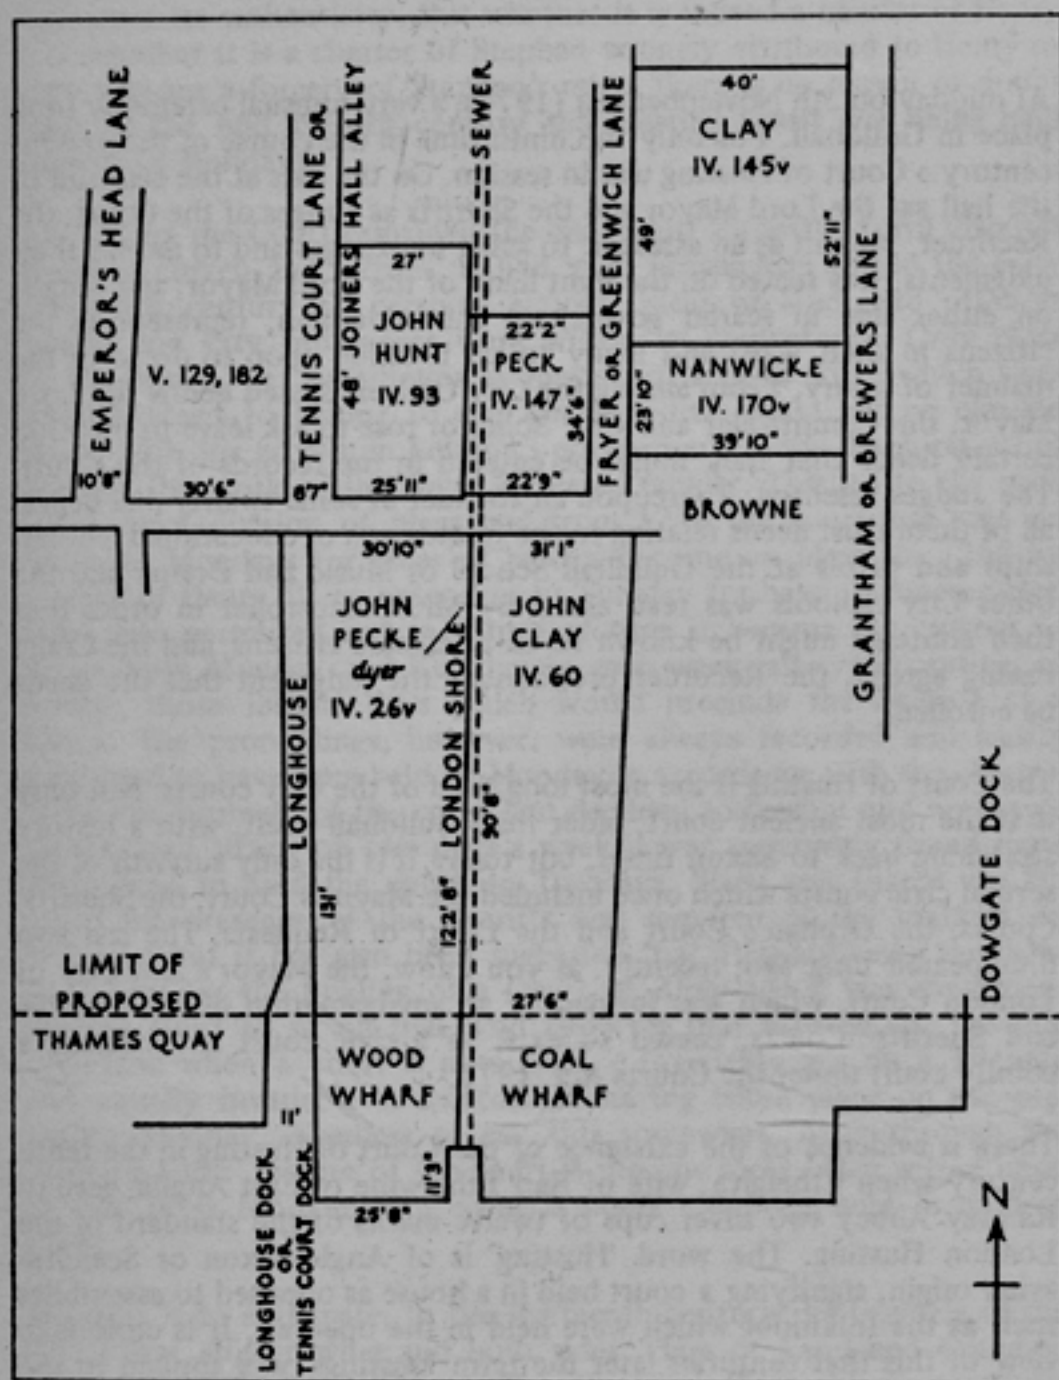 EMPEROR'S HEAD LANE
10'8"
V. 129, 182
30'6"
TENNIS COURT LANE OR
JOINERS HALL ALLEY
87"
27'
48'
JOHN
HUNT
IV. 93
25'11"
SEWER
22'2"
PECK
IV. 147
34'6"
22'9"
FRYER OR GREENWICH LANE
40'
CLAY
IV. 145v
49'
52'11"
NANWICKE
IV. 170v
23'10"
39'10"
BROWNE
GRANTHAM OR BREWERS LANE
LONGHOUSE
30'10"
JOHN
PECKE
dyer
IV. 26v
131'
LONDON SHORE
122'8"
90'8"
31'1"
JOHN
CLAY
IV. 60
27'6"
DOWGATE DOCK
LIMIT OF
PROPOSED
THAMES QUAY
WOOD
WHARF
COAL
WHARF
11'
11'3"
25'8"
LONGHOUSE DOCK
OR
TENNIS COURT DOCK
N